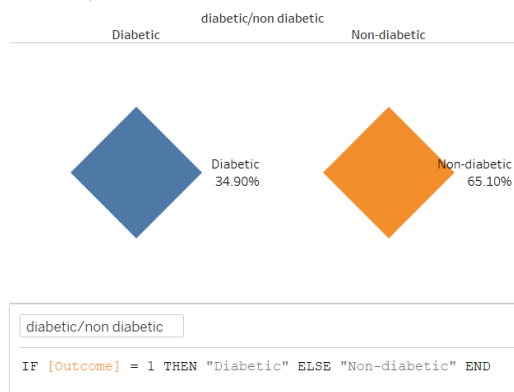 diabetic/non diabetic
Diabetic
Non-diabetic
Diabetic
34.90%
Non-diabetic
65.10%
diabetic/non diabetic
IF [Outcome] = 1 THEN "Diabetic" ELSE "Non-diabetic" END